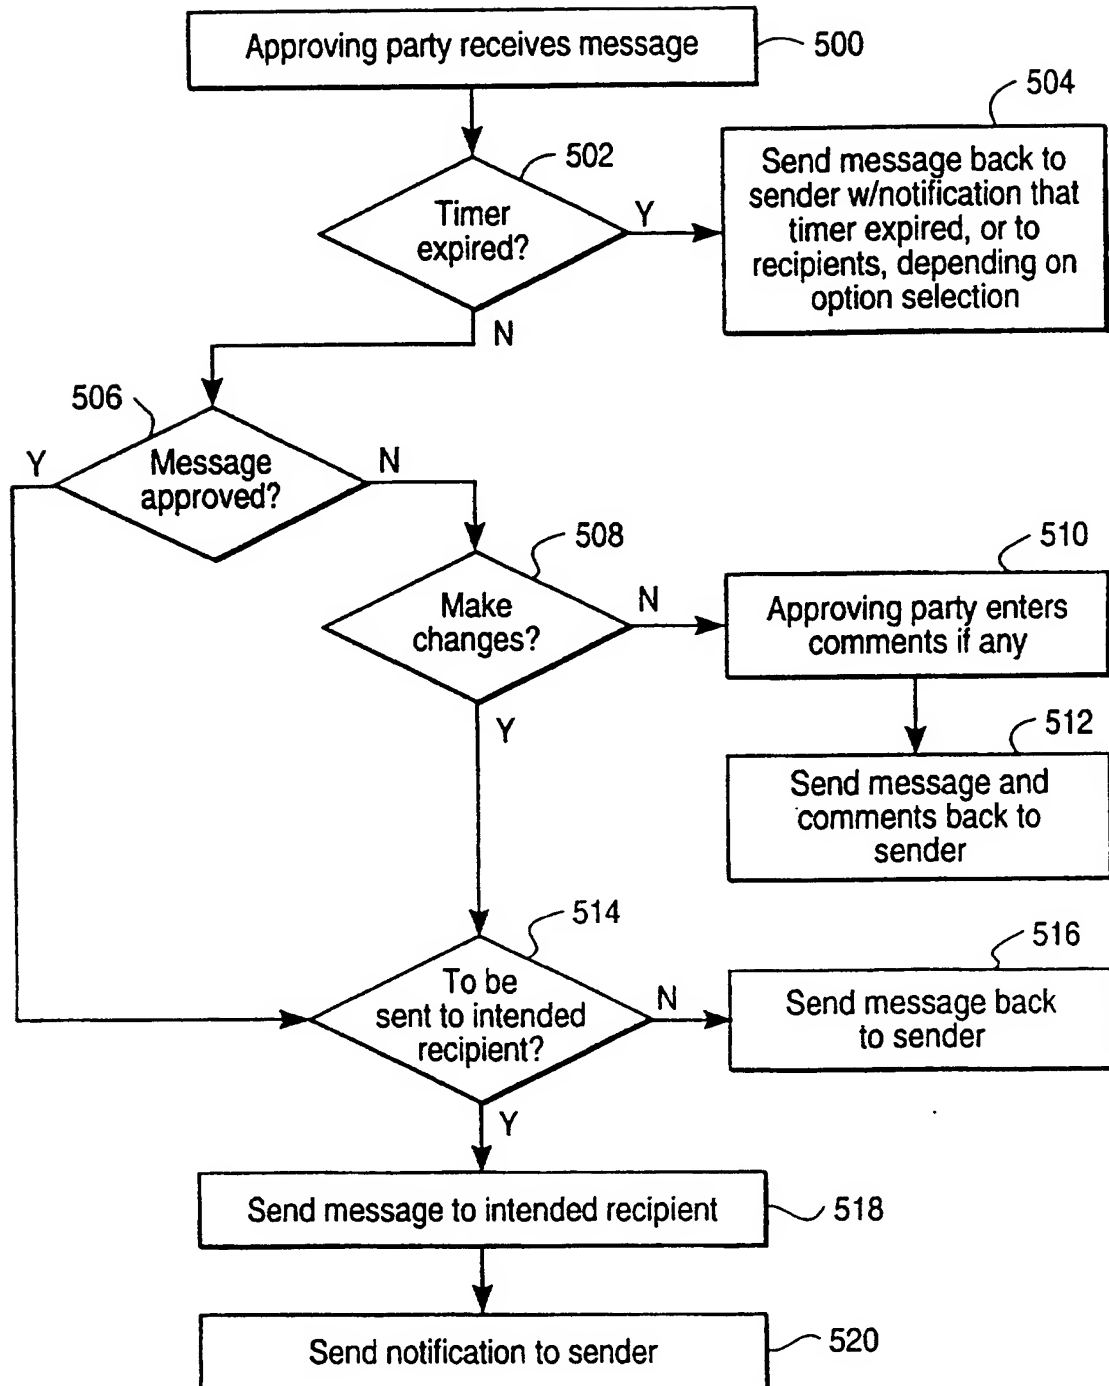 Approving party receives message
500
502
Timer
expired?
Y
504
Send message back to
sender w/notification that
timer expired, or to
recipients, depending on
option selection
N
506
Y
Message
approved?
N
508
Make
changes?
N
510
Approving party enters
comments if any
Y
512
Send message and
comments back to
sender
514
To be
sent to intended
recipient?
N
516
Send message back
to sender
Y
Send message to intended recipient
518
Send notification to sender
520